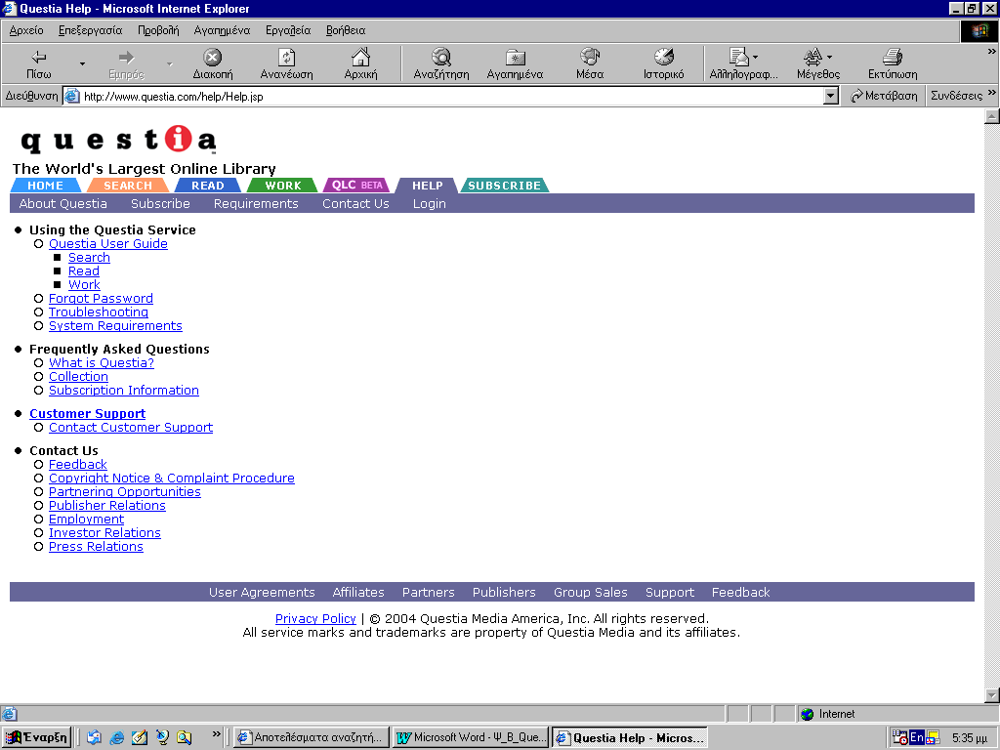 Questia Help - Microsoft Internet Explorer
Αρχείο Επεξεργασία Προβολή Αγαπημένα Εργαλεία Βοήθεια
Πίσω Εμπρός Διακοπή Ανανέωση Αρχική Αναζήτηση Αγαπημένα Μέσα Ιστορικό Αλληλογραφ... Μέγεθος Εκτύπωση »
Διεύθυνση http://www.questia.com/help/Help.jsp Μετάβαση Συνδέσεις »
questia
The World's Largest Online Library
HOME SEARCH READ WORK QLC BETA HELP SUBSCRIBE
About Questia Subscribe Requirements Contact Us Login
Using the Questia Service
Questia User Guide
Search
Read
Work
Forgot Password
Troubleshooting
System Requirements
Frequently Asked Questions
What is Questia?
Collection
Subscription Information
Customer Support
Contact Customer Support
Contact Us
Feedback
Copyright Notice & Complaint Procedure
Partnering Opportunities
Publisher Relations
Employment
Investor Relations
Press Relations
User Agreements Affiliates Partners Publishers Group Sales Support Feedback
Privacy Policy | © 2004 Questia Media America, Inc. All rights reserved.
All service marks and trademarks are property of Questia Media and its affiliates.
Internet
Έναρξη » Αποτελέσματα αναζητή... Microsoft Word - Ψ_Β_Que... Questia Help - Micros... En 5:35 μμ